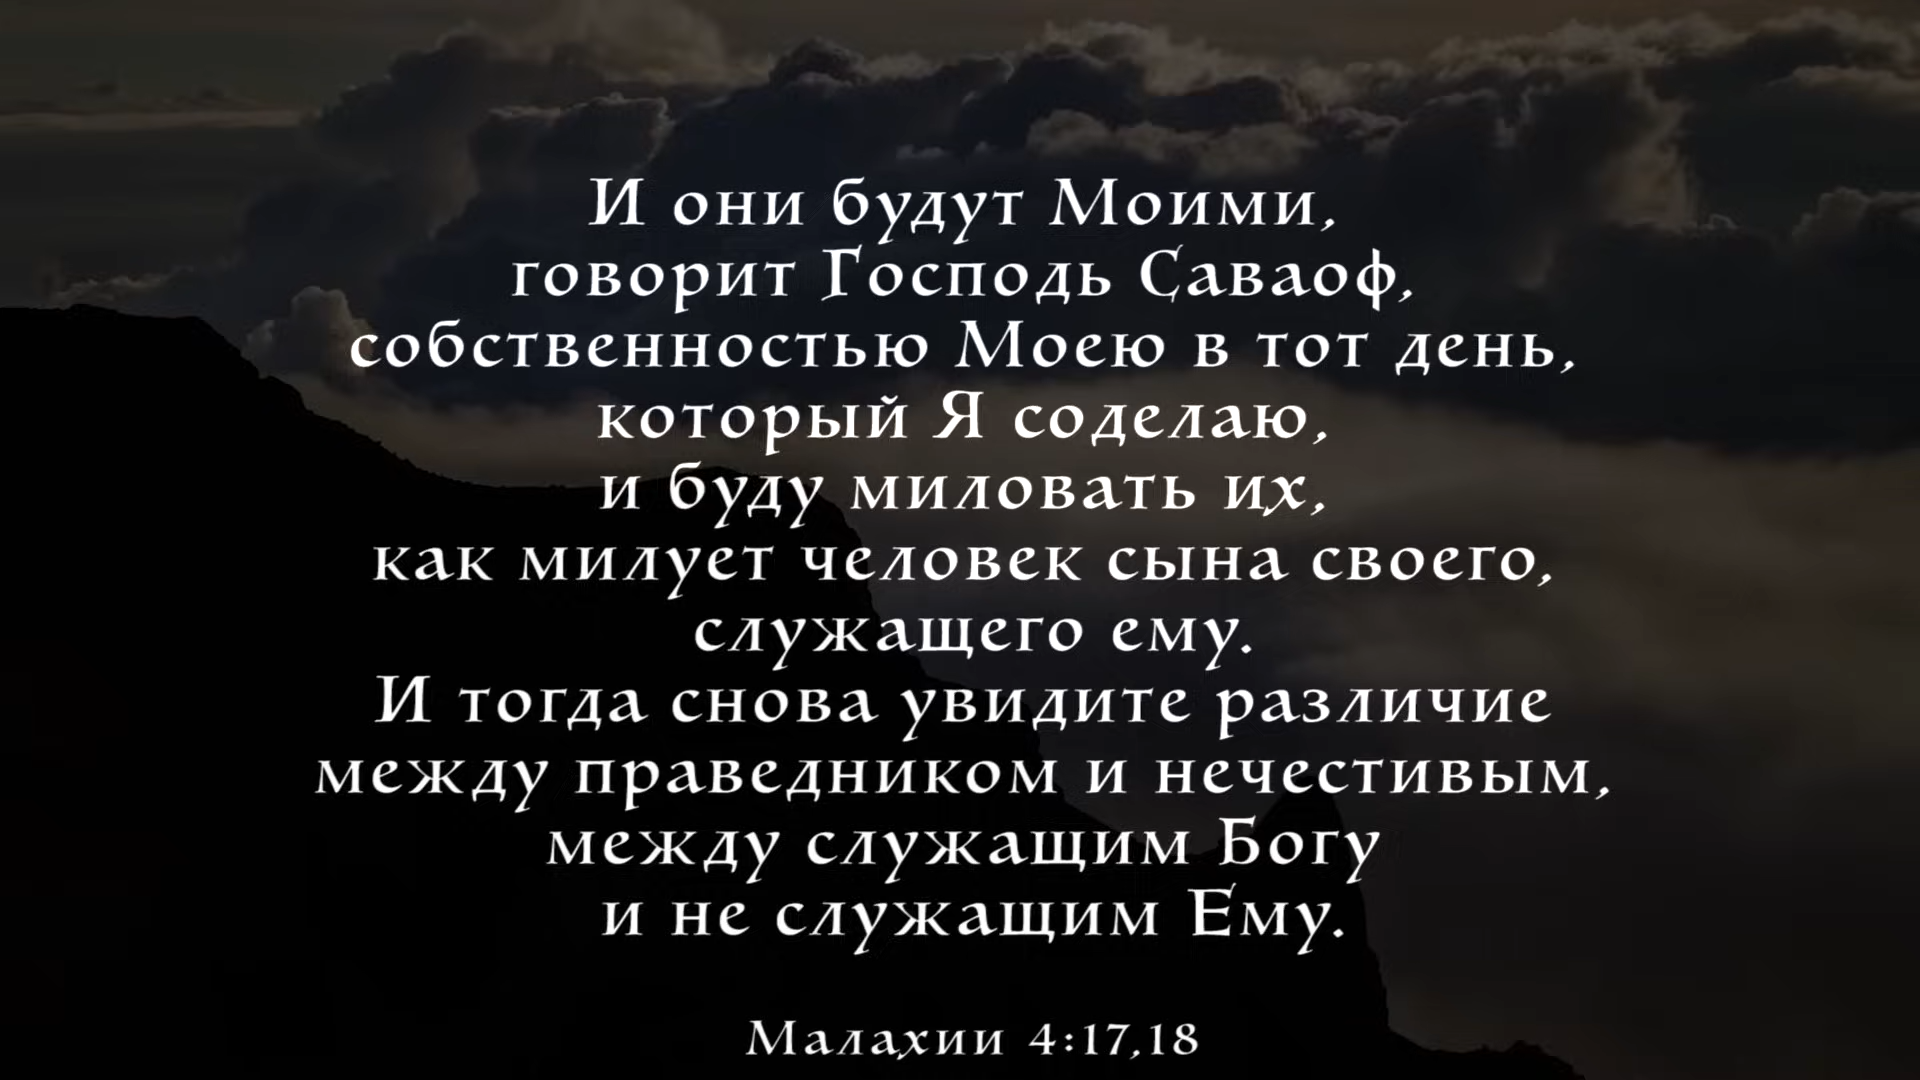 И они будут Моими,
говорит Господь Саваоф,
собственностью Моею в тот день,
который Я соделаю,
и буду миловать их,
как милует человек сына своего,
служащего ему.
И тогда снова увидите различие
между праведником и нечестивым,
между служащим Богу
и не служащим Ему.
Малахии 4:17,18